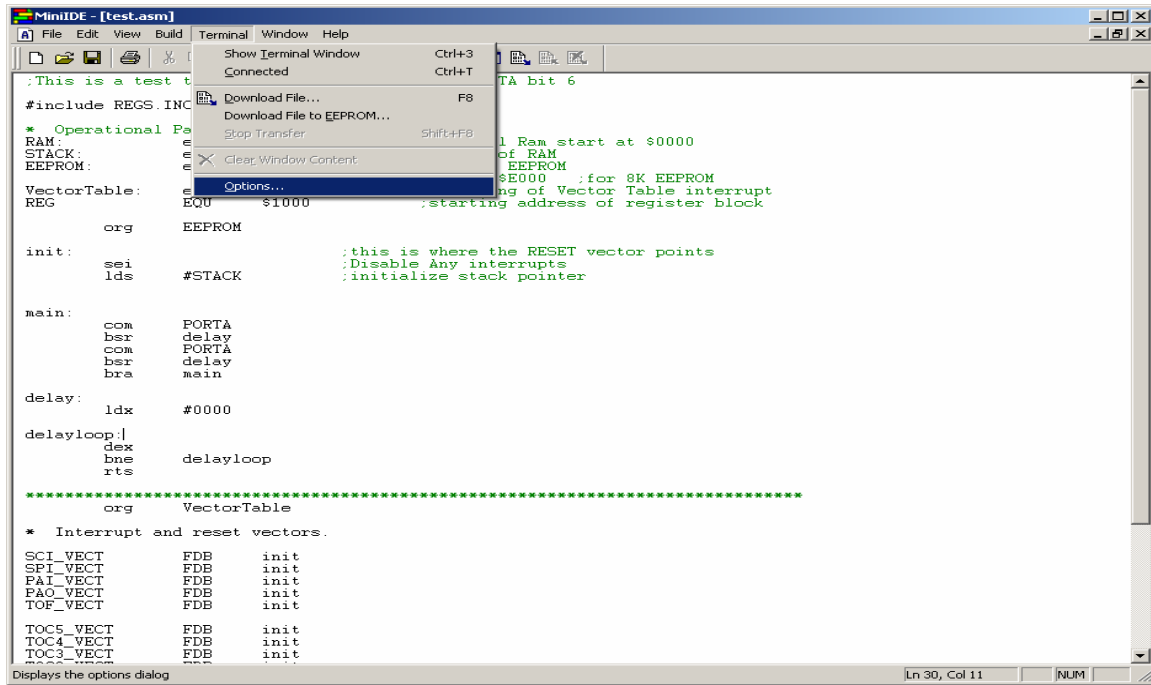 MiniIDE - [test.asm]
File Edit View Build Terminal Window Help
Show Terminal Window Ctrl+3
Connected Ctrl+T
Download File... F8
Download File to EEPROM...
Stop Transfer Shift+F8
Clear Window Content
Options...
;This is a test t TA bit 6
#include REGS.INC
* Operational Pa
RAM: e l Ram start at $0000
STACK: e of RAM
EEPROM: e EEPROM
$E000 ;for 8K EEPROM
VectorTable: e ng of Vector Table interrupt
REG EQU $1000 ;starting address of register block
org EEPROM
init: ;this is where the RESET vector points
sei ;Disable Any interrupts
lds #STACK ;initialize stack pointer
main:
com PORTA
bsr delay
com PORTA
bsr delay
bra main
delay:
ldx #0000
delayloop:
dex
bne delayloop
rts
**************************************************************************************
org VectorTable
* Interrupt and reset vectors.
SCI_VECT FDB init
SPI_VECT FDB init
PAI_VECT FDB init
PAO_VECT FDB init
TOF_VECT FDB init
TOC5_VECT FDB init
TOC4_VECT FDB init
TOC3_VECT FDB init
Displays the options dialog Ln 30, Col 11 NUM